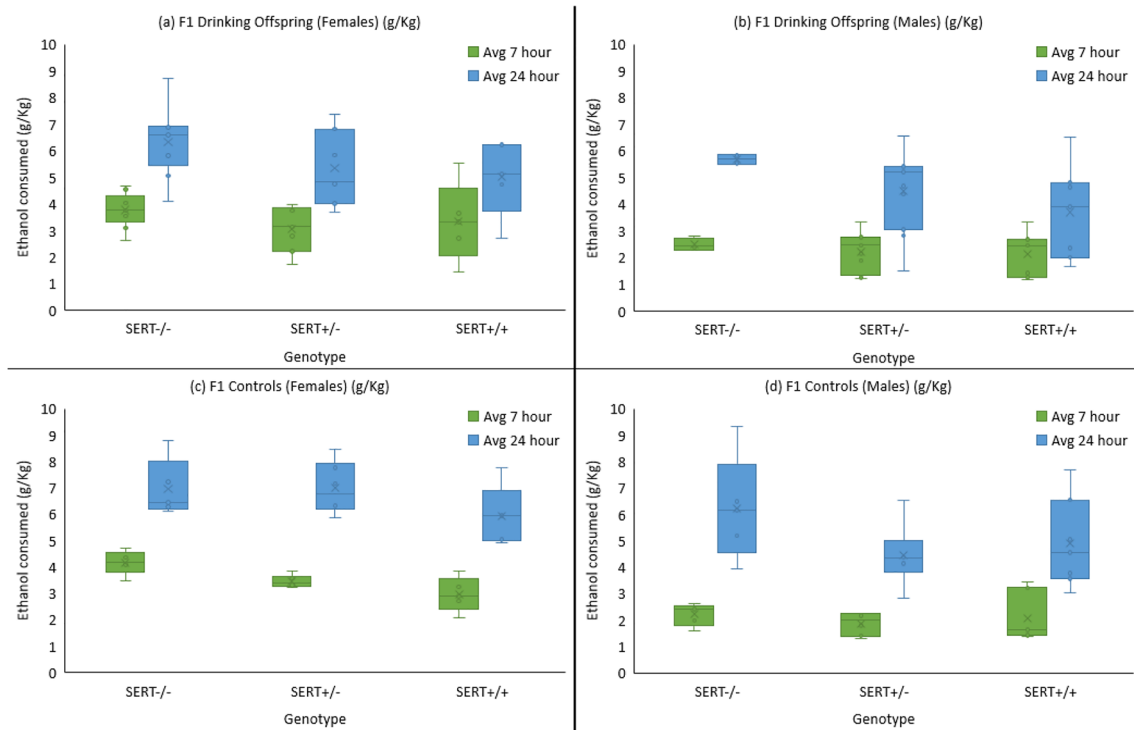 (a) F1 Drinking Offspring (Females) (g/Kg)
Ethanol consumed (g/Kg)
10
9
8
7
6
5
4
3
2
1
0
Avg 7 hour
Avg 24 hour
SERT-/-
SERT+/-
SERT+/+
Genotype
(b) F1 Drinking Offspring (Males) (g/Kg)
Ethanol consumed (g/Kg)
10
9
8
7
6
5
4
3
2
1
0
Avg 7 hour
Avg 24 hour
SERT-/-
SERT+/-
SERT+/+
Genotype
(c) F1 Controls (Females) (g/Kg)
Ethanol consumed (g/Kg)
10
9
8
7
6
5
4
3
2
1
0
Avg 7 hour
Avg 24 hour
SERT-/-
SERT+/-
SERT+/+
Genotype
(d) F1 Controls (Males) (g/Kg)
Ethanol consumed (g/Kg)
10
9
8
7
6
5
4
3
2
1
0
Avg 7 hour
Avg 24 hour
SERT-/-
SERT+/-
SERT+/+
Genotype